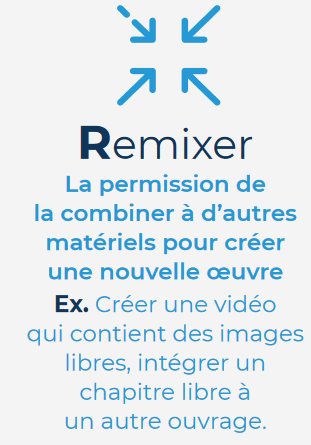 Remixer
La permission de
la combiner à d'autres
matériels pour créer
une nouvelle œuvre
Ex. Créer une vidéo
qui contient des images
libres, intégrer un
chapitre libre à
un autre ouvrage.